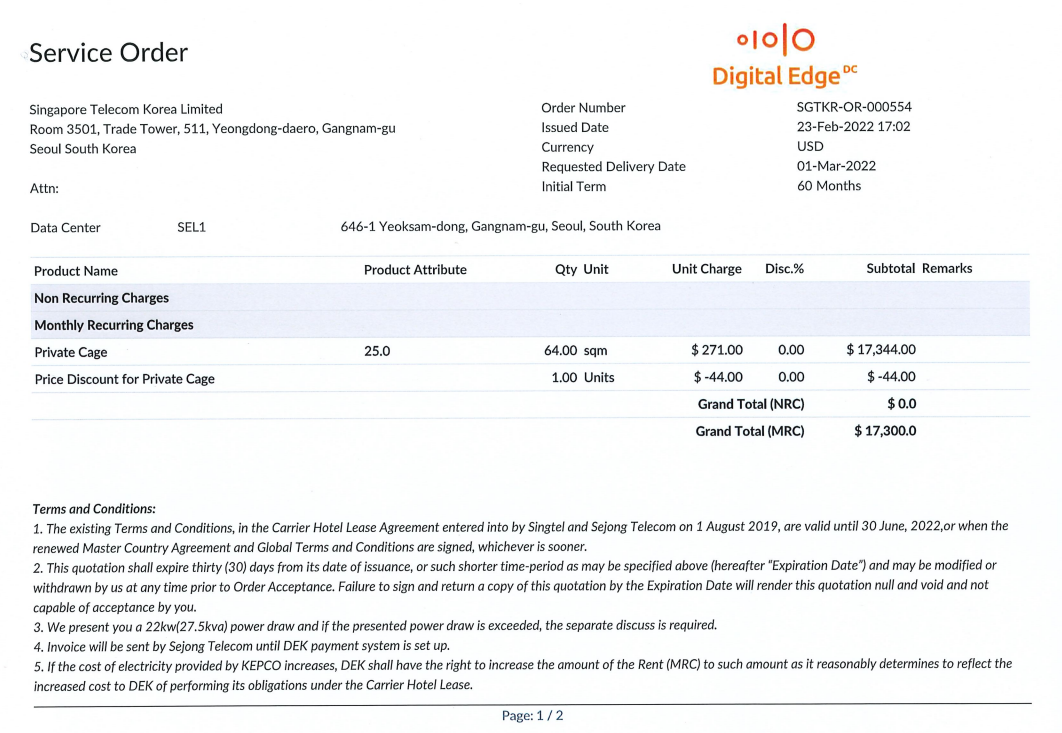 Service Order
Digital Edge DC
Singapore Telecom Korea Limited
Room 3501, Trade Tower, 511, Yeongdong-daero, Gangnam-gu
Seoul South Korea
Attn:
Order Number SGTKR-OR-000554
Issued Date 23-Feb-2022 17:02
Currency USD
Requested Delivery Date 01-Mar-2022
Initial Term 60 Months
Data Center SEL1 646-1 Yeoksam-dong, Gangnam-gu, Seoul, South Korea
Product Name Product Attribute Qty Unit Unit Charge Disc.% Subtotal Remarks
Non Recurring Charges
Monthly Recurring Charges
Private Cage 25.0 64.00 sqm $ 271.00 0.00 $ 17,344.00
Price Discount for Private Cage 1.00 Units $ -44.00 0.00 $ -44.00
Grand Total (NRC) $ 0.0
Grand Total (MRC) $ 17,300.0
Terms and Conditions:
1. The existing Terms and Conditions, in the Carrier Hotel Lease Agreement entered into by Singtel and Sejong Telecom on 1 August 2019, are valid until 30 June, 2022,or when the
renewed Master Country Agreement and Global Terms and Conditions are signed, whichever is sooner.
2. This quotation shall expire thirty (30) days from its date of issuance, or such shorter time-period as may be specified above (hereafter "Expiration Date") and may be modified or
withdrawn by us at any time prior to Order Acceptance. Failure to sign and return a copy of this quotation by the Expiration Date will render this quotation null and void and not
capable of acceptance by you.
3. We present you a 22kw(27.5kva) power draw and if the presented power draw is exceeded, the separate discuss is required.
4. Invoice will be sent by Sejong Telecom until DEK payment system is set up.
5. If the cost of electricity provided by KEPCO increases, DEK shall have the right to increase the amount of the Rent (MRC) to such amount as it reasonably determines to reflect the
increased cost to DEK of performing its obligations under the Carrier Hotel Lease.
Page: 1 / 2